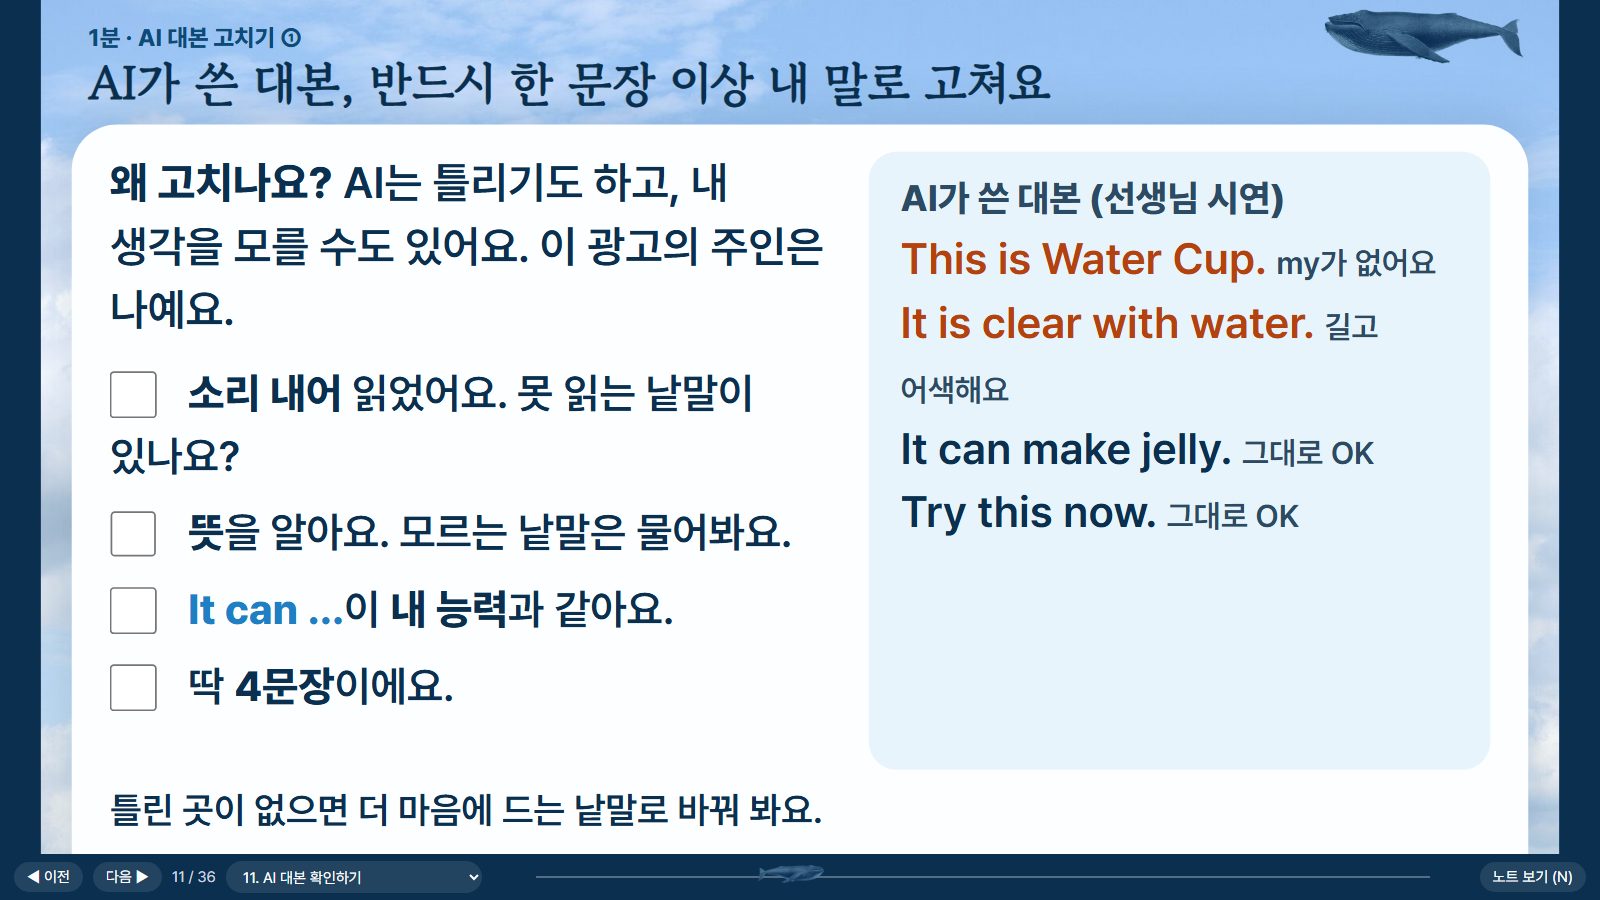 1분 · AI 대본 고치기 ①
AI가 쓴 대본, 반드시 한 문장 이상 내 말로 고쳐요
왜 고치나요? AI는 틀리기도 하고, 내
생각을 모를 수도 있어요. 이 광고의 주인은
나예요.
소리 내어 읽었어요. 못 읽는 낱말이
있나요?
뜻을 알아요. 모르는 낱말은 물어봐요.
It can ...이 내 능력과 같아요.
딱 4문장이에요.
틀린 곳이 없으면 더 마음에 드는 낱말로 바꿔 봐요.
AI가 쓴 대본 (선생님 시연)
This is Water Cup. my가 없어요
It is clear with water. 길고
어색해요
It can make jelly. 그대로 OK
Try this now. 그대로 OK
◀ 이전
다음 ▶
11 / 36
11. AI 대본 확인하기
노트 보기 (N)